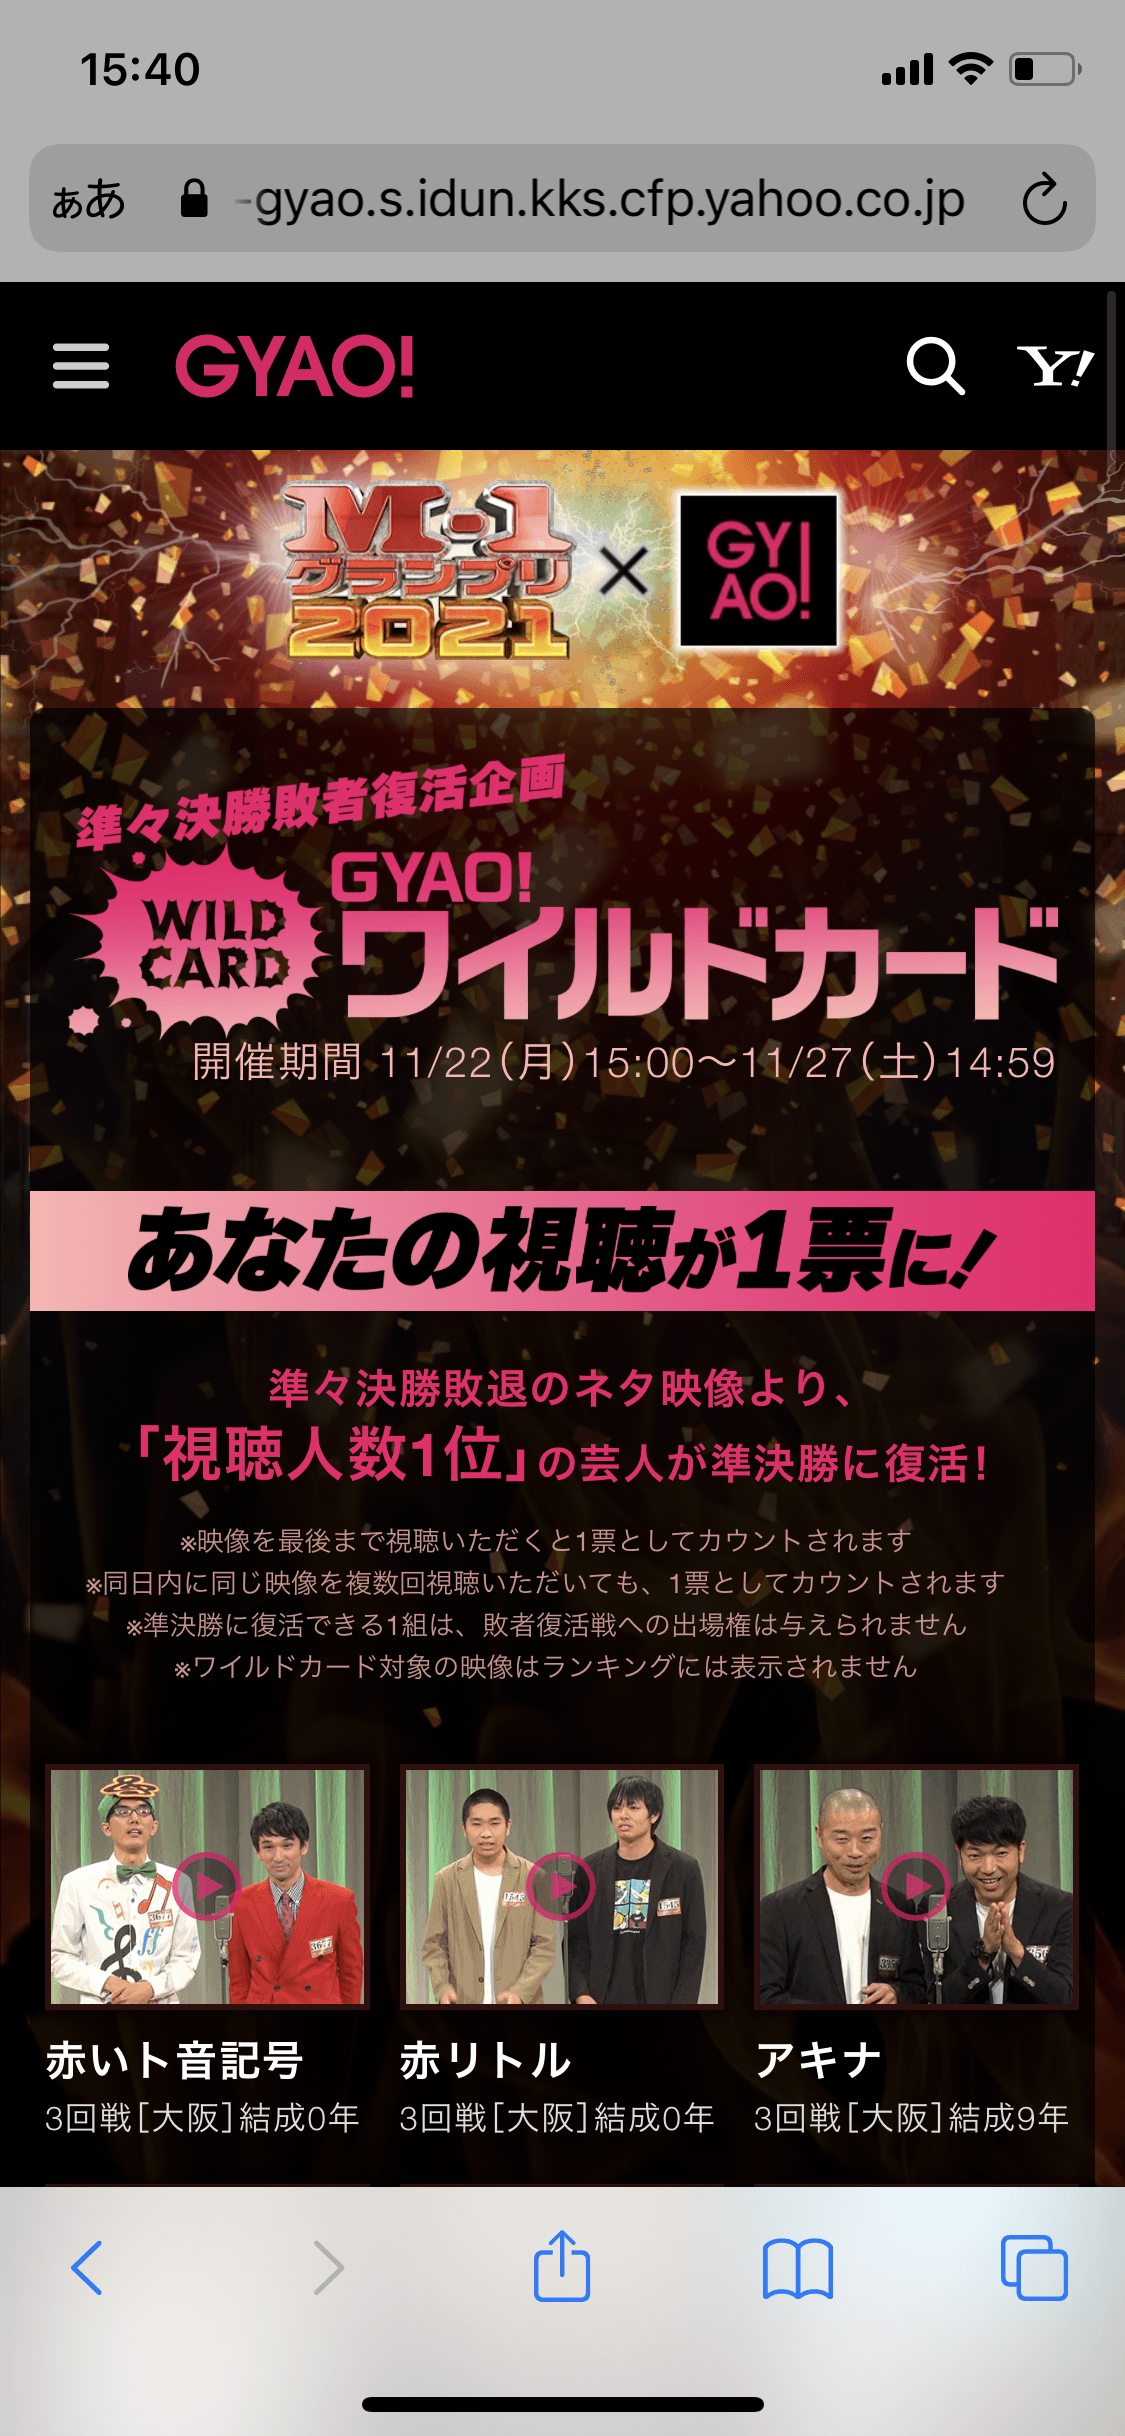 15:40
ぁあ
-gyao.s.idun.kks.cfp.yahoo.co.jp
GYAO!
Y!
M-1
グランプリ
2021
×
GY
AO!
準々決勝敗者復活企画
WILD
CARD
GYAO!
ワイルドカード
開催期間 11/22(月)15:00〜11/27(土)14:59
あなたの視聴が1票に!
準々決勝敗退のネタ映像より、
「視聴人数1位」の芸人が準決勝に復活!
※映像を最後まで視聴いただくと1票としてカウントされます
※同日内に同じ映像を複数回視聴いただいても、1票としてカウントされます
※準決勝に復活できる1組は、敗者復活戦への出場権は与えられません
※ワイルドカード対象の映像はランキングには表示されません
3677
3677
1545
1545
赤いト音記号
赤リトル
アキナ
3回戦[大阪]結成0年
3回戦[大阪]結成0年
3回戦[大阪]結成9年